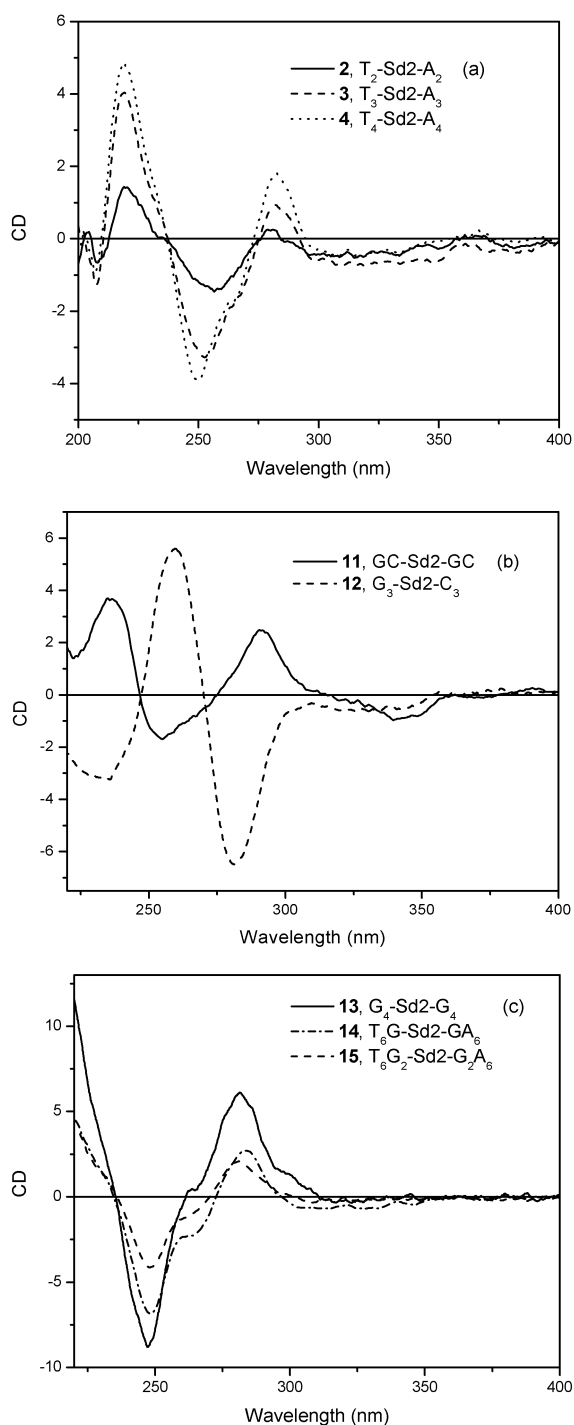 6
4
2
0
-2
-4
CD
2, T₂-Sd2-A₂ (a)
3, T₃-Sd2-A₃
4, T₄-Sd2-A₄
200 250 300 350 400
Wavelength (nm)
6
4
2
0
-2
-4
-6
CD
11, GC-Sd2-GC (b)
12, G₃-Sd2-C₃
250 300 350 400
Wavelength (nm)
10
5
0
-5
-10
CD
13, G₄-Sd2-G₄ (c)
14, T₆G-Sd2-GA₆
15, T₆G₂-Sd2-G₂A₆
250 300 350 400
Wavelength (nm)